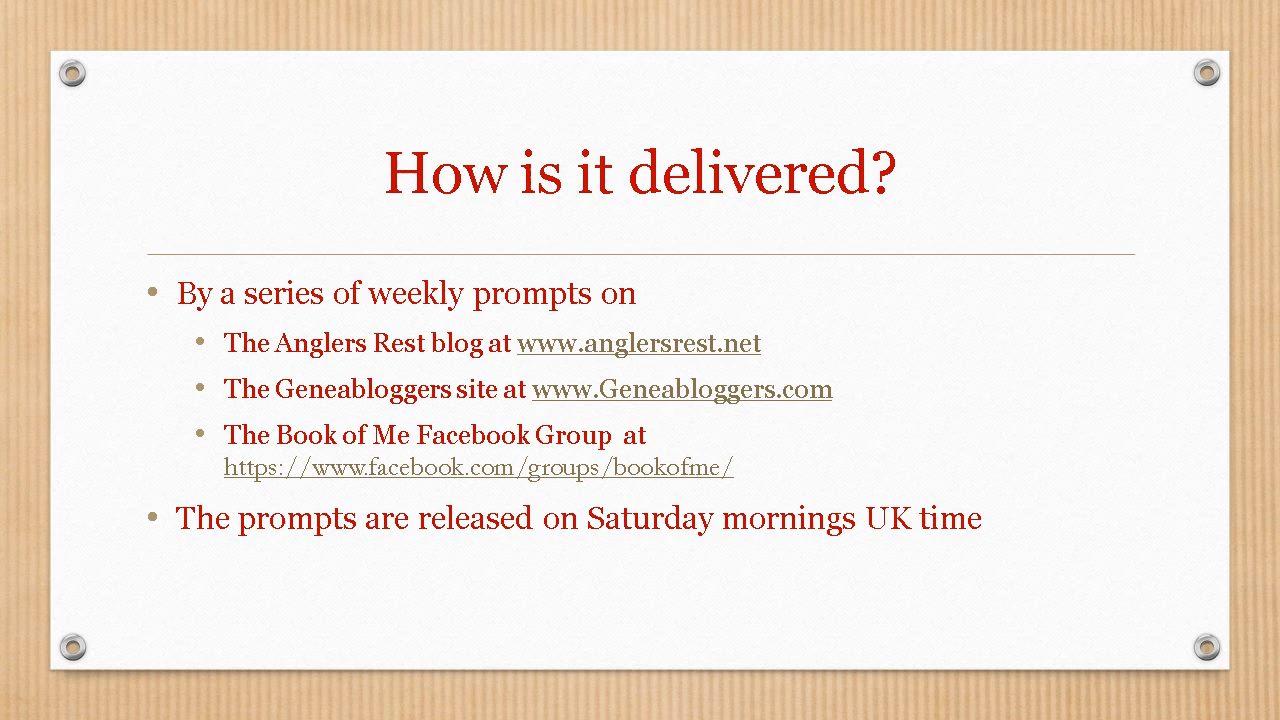 How is it delivered?
• By a series of weekly prompts on
• The Anglers Rest blog at www.anglersrest.net
• The Geneabloggers site at www.Geneabloggers.com
• The Book of Me Facebook Group  at
https://www.facebook.com/groups/bookofme/
• The prompts are released on Saturday mornings UK time